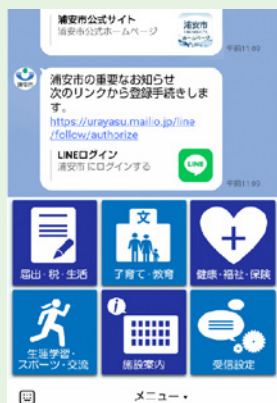 浦安市公式サイト
浦安市公式ホームページ
午前11:09
浦安市の重要なお知らせ
次のリンクから登録手続きしま
す。
https://urayasu.mailio.jp/line
/follow/authorize
LINEログイン
浦安市にログインする
LINE
午前11:09
届出・税・生活
文
子育て・教育
健康・福祉・保険
生涯学習・
スポーツ・交流
施設案内
受信設定
メニュー